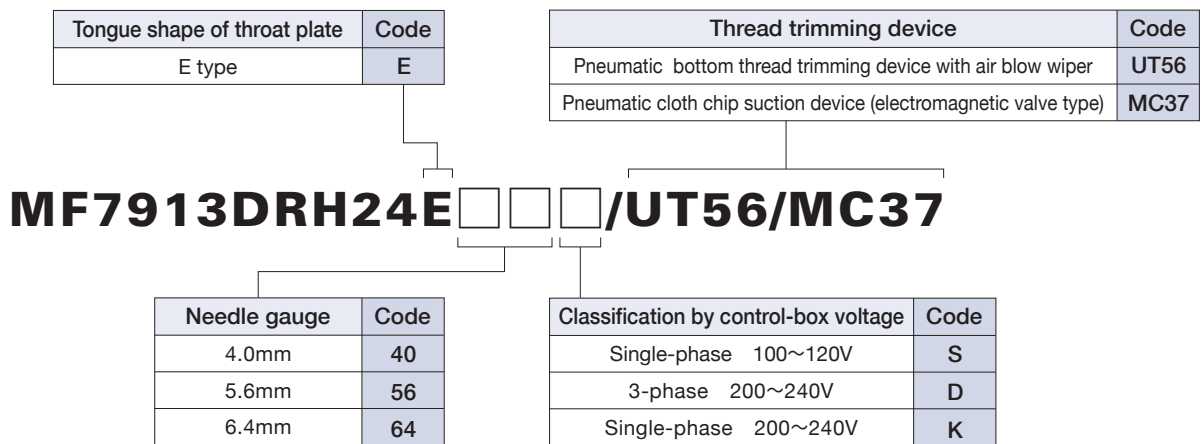 Tongue shape of throat plate Code
E type E
Thread trimming device Code
Pneumatic bottom thread trimming device with air blow wiper UT56
Pneumatic cloth chip suction device (electromagnetic valve type) MC37
MF7913DRH24E□□□/UT56/MC37
Needle gauge Code
4.0mm 40
5.6mm 56
6.4mm 64
Classification by control-box voltage Code
Single-phase 100〜120V S
3-phase 200〜240V D
Single-phase 200〜240V K